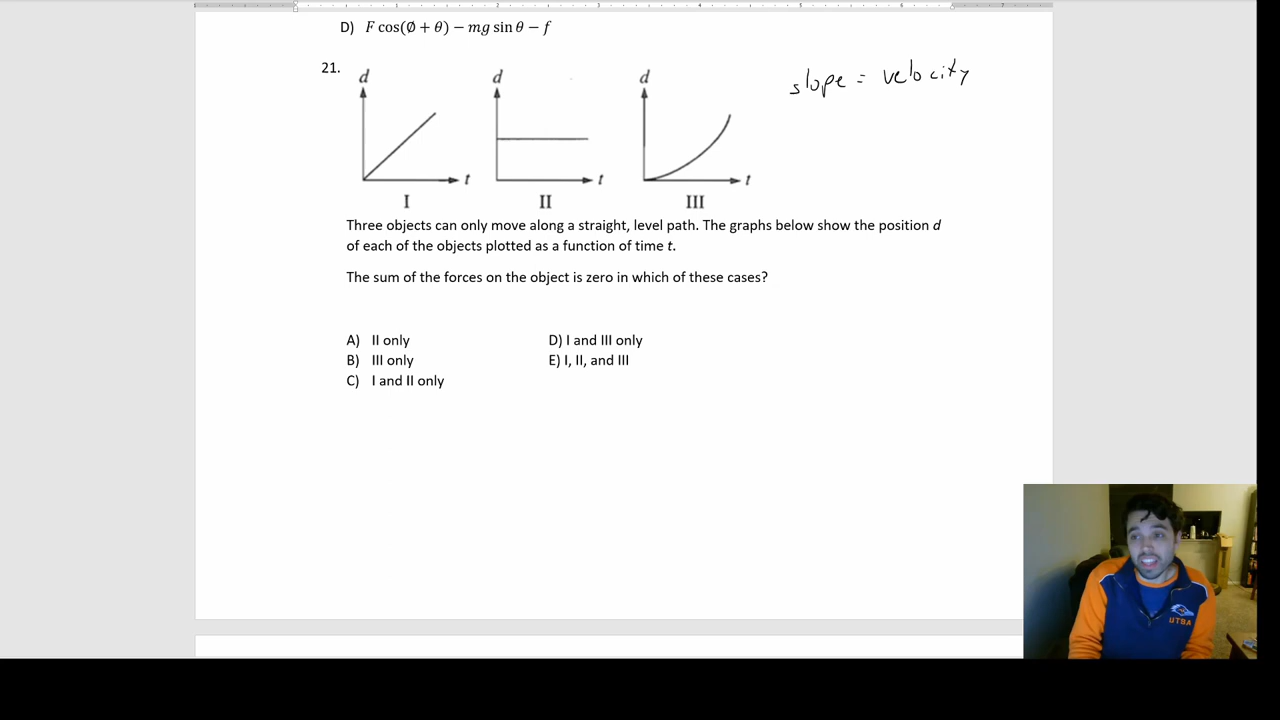 D) F cos(Ø + θ) − mg sin θ − f
21.
d d d slope = velocity
t t t
I II III
Three objects can only move along a straight, level path. The graphs below show the position d
of each of the objects plotted as a function of time t.
The sum of the forces on the object is zero in which of these cases?
A) II only D) I and III only
B) III only E) I, II, and III
C) I and II only
UTSA